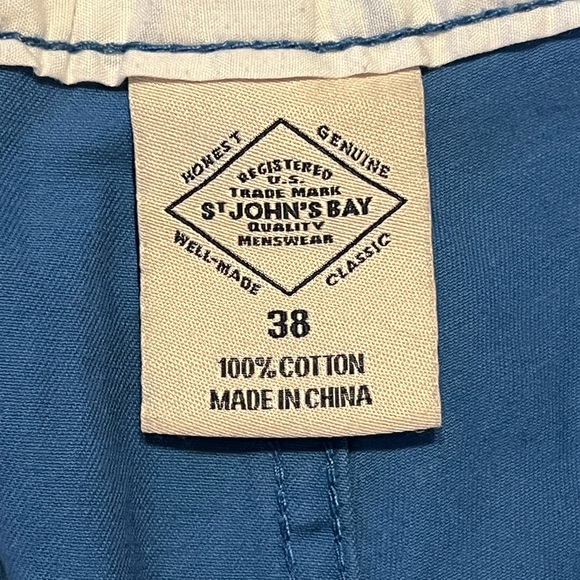 HONEST
GENUINE
REGISTERED
U.S.
TRADE MARK
ST JOHN'S BAY
QUALITY
MENSWEAR
WELL-MADE
CLASSIC
38
100% COTTON
MADE IN CHINA